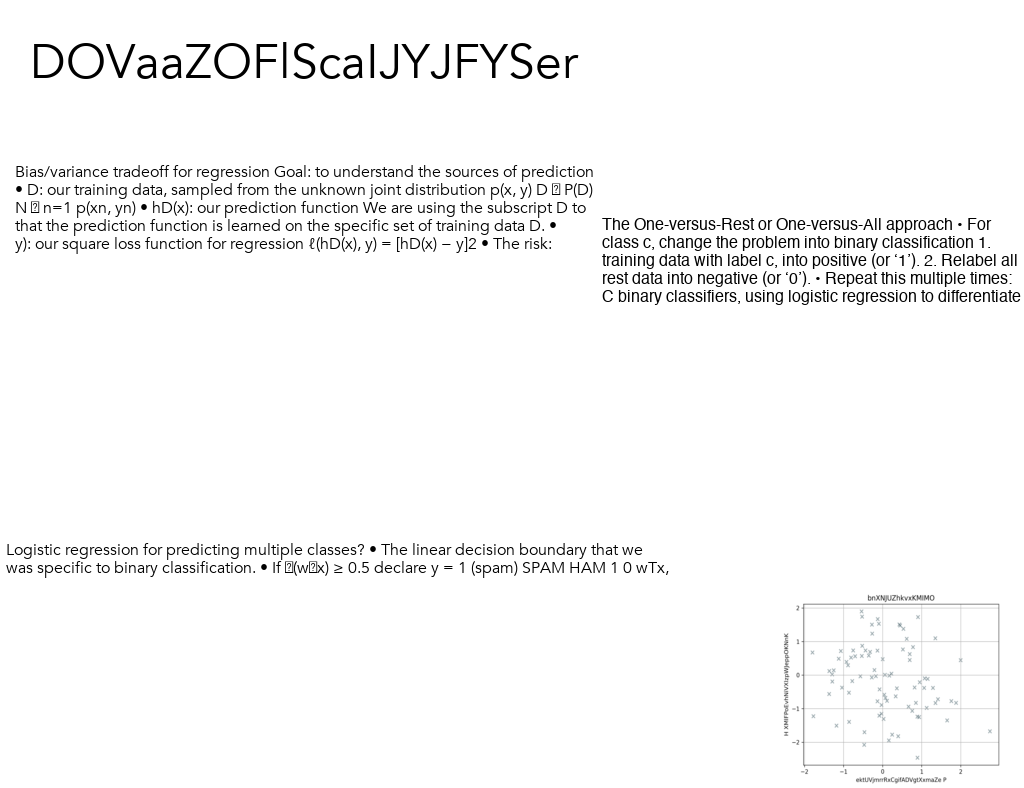 DOVaaZOFlScaIJYJFYSer
Bias/variance tradeoff for regression Goal: to understand the sources of prediction
• D: our training data, sampled from the unknown joint distribution p(x, y) D ⍰ P(D)
N ⍰ n=1 p(xn, yn) • hD(x): our prediction function We are using the subscript D to
that the prediction function is learned on the specific set of training data D. •
y): our square loss function for regression ℓ(hD(x), y) = [hD(x) − y]2 • The risk:
The One-versus-Rest or One-versus-All approach • For
class c, change the problem into binary classification 1.
training data with label c, into positive (or ‘1’). 2. Relabel all
rest data into negative (or ‘0’). • Repeat this multiple times:
C binary classifiers, using logistic regression to differentiate
Logistic regression for predicting multiple classes? • The linear decision boundary that we
was specific to binary classification. • If ⍰(w⍰x) ≥ 0.5 declare y = 1 (spam) SPAM HAM 1 0 wTx,
bnXNJUZhkvxKMIMO
2
1
0
−1
−2
−2 −1 0 1 2